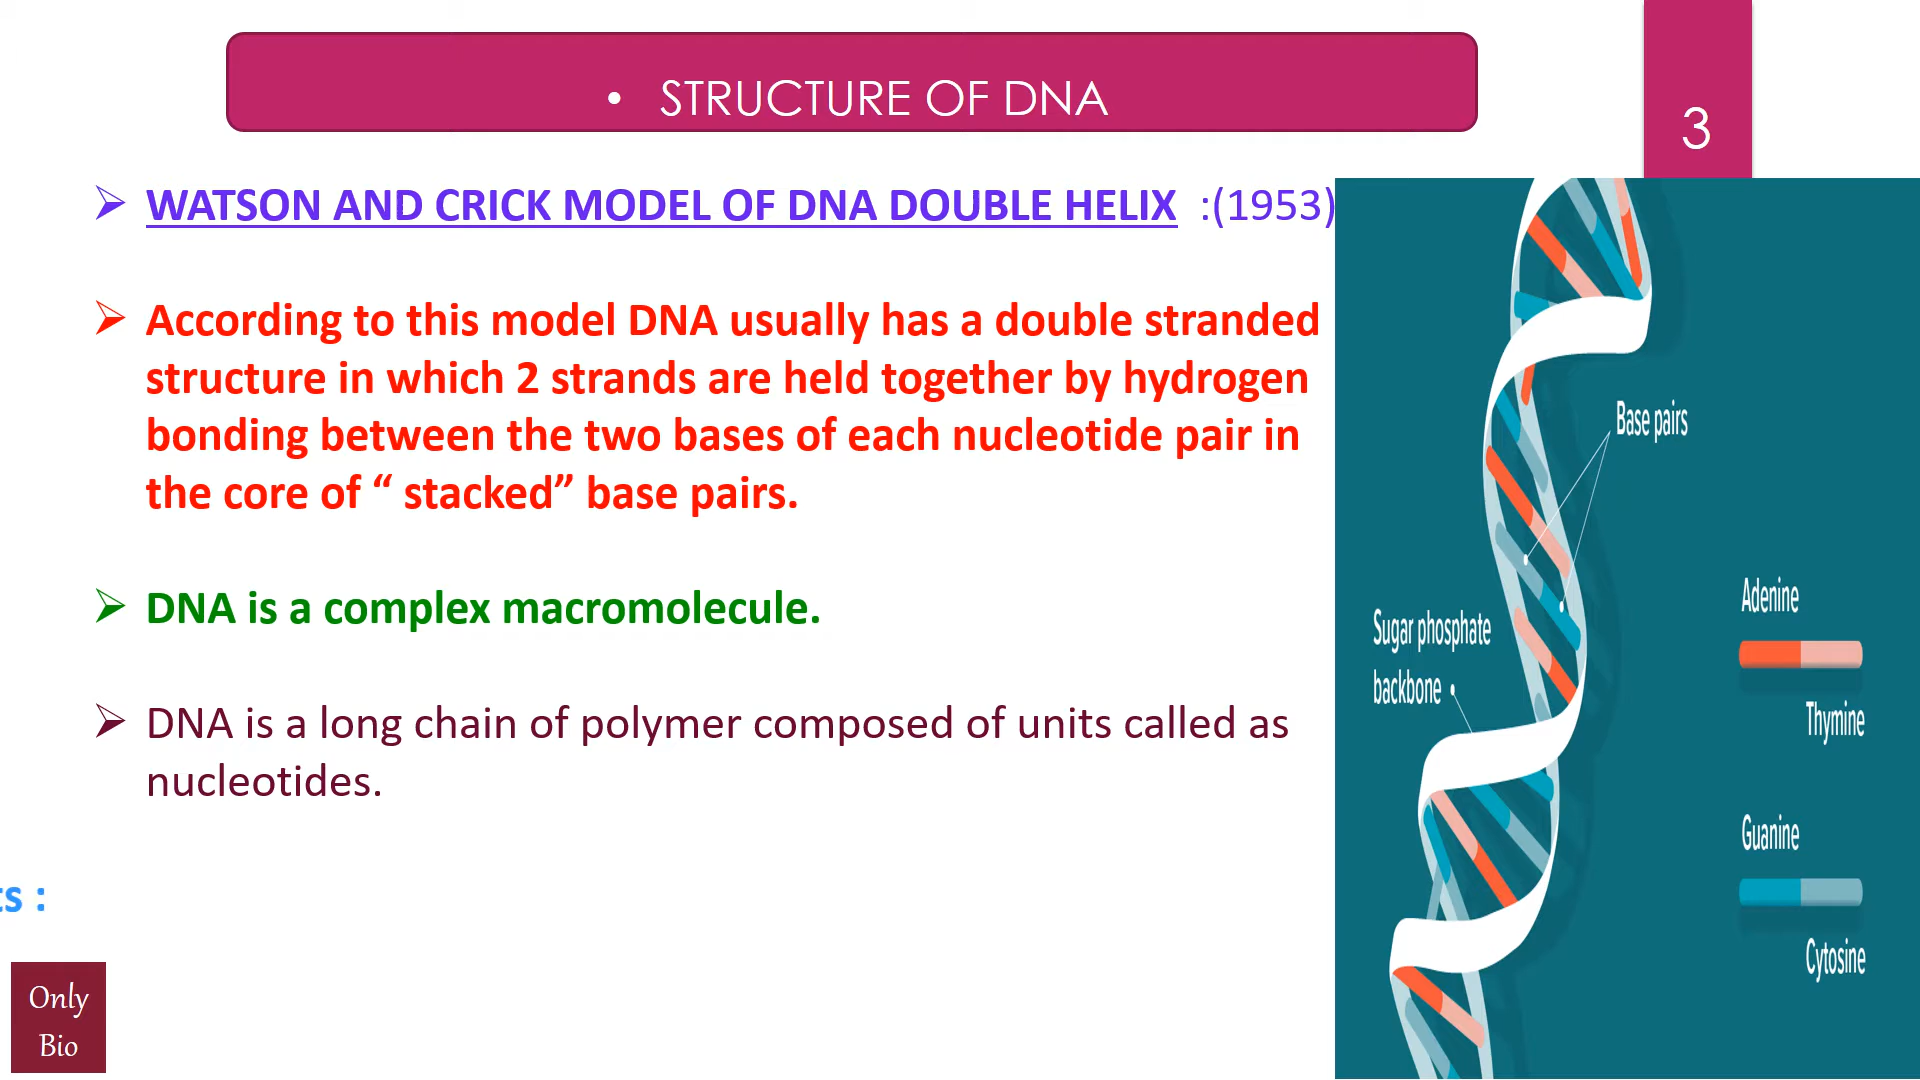 • STRUCTURE OF DNA
3
➢ WATSON AND CRICK MODEL OF DNA DOUBLE HELIX :(1953)
➢ According to this model DNA usually has a double stranded
structure in which 2 strands are held together by hydrogen
bonding between the two bases of each nucleotide pair in
the core of “ stacked” base pairs.
➢ DNA is a complex macromolecule.
➢ DNA is a long chain of polymer composed of units called as
nucleotides.
Base pairs
Sugar phosphate
backbone
Adenine
Thymine
Guanine
Cytosine
Only
Bio